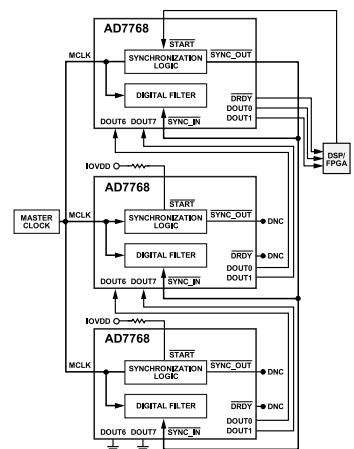 AD7768
MCLK
START
SYNCHRONIZATION
LOGIC
SYNC_OUT
DIGITAL FILTER
DRDY
DOUT0
DOUT1
DOUT6 DOUT7 SYNC_IN
DSP/
FPGA
IOVDD
AD7768
START
MASTER
CLOCK
MCLK
SYNCHRONIZATION
LOGIC
SYNC_OUT
DNC
DIGITAL FILTER
DRDY
DNC
DOUT0
DOUT1
DOUT6 DOUT7 SYNC_IN
IOVDD
AD7768
START
MCLK
SYNCHRONIZATION
LOGIC
SYNC_OUT
DNC
DIGITAL FILTER
DRDY
DNC
DOUT0
DOUT1
DOUT6 DOUT7 SYNC_IN